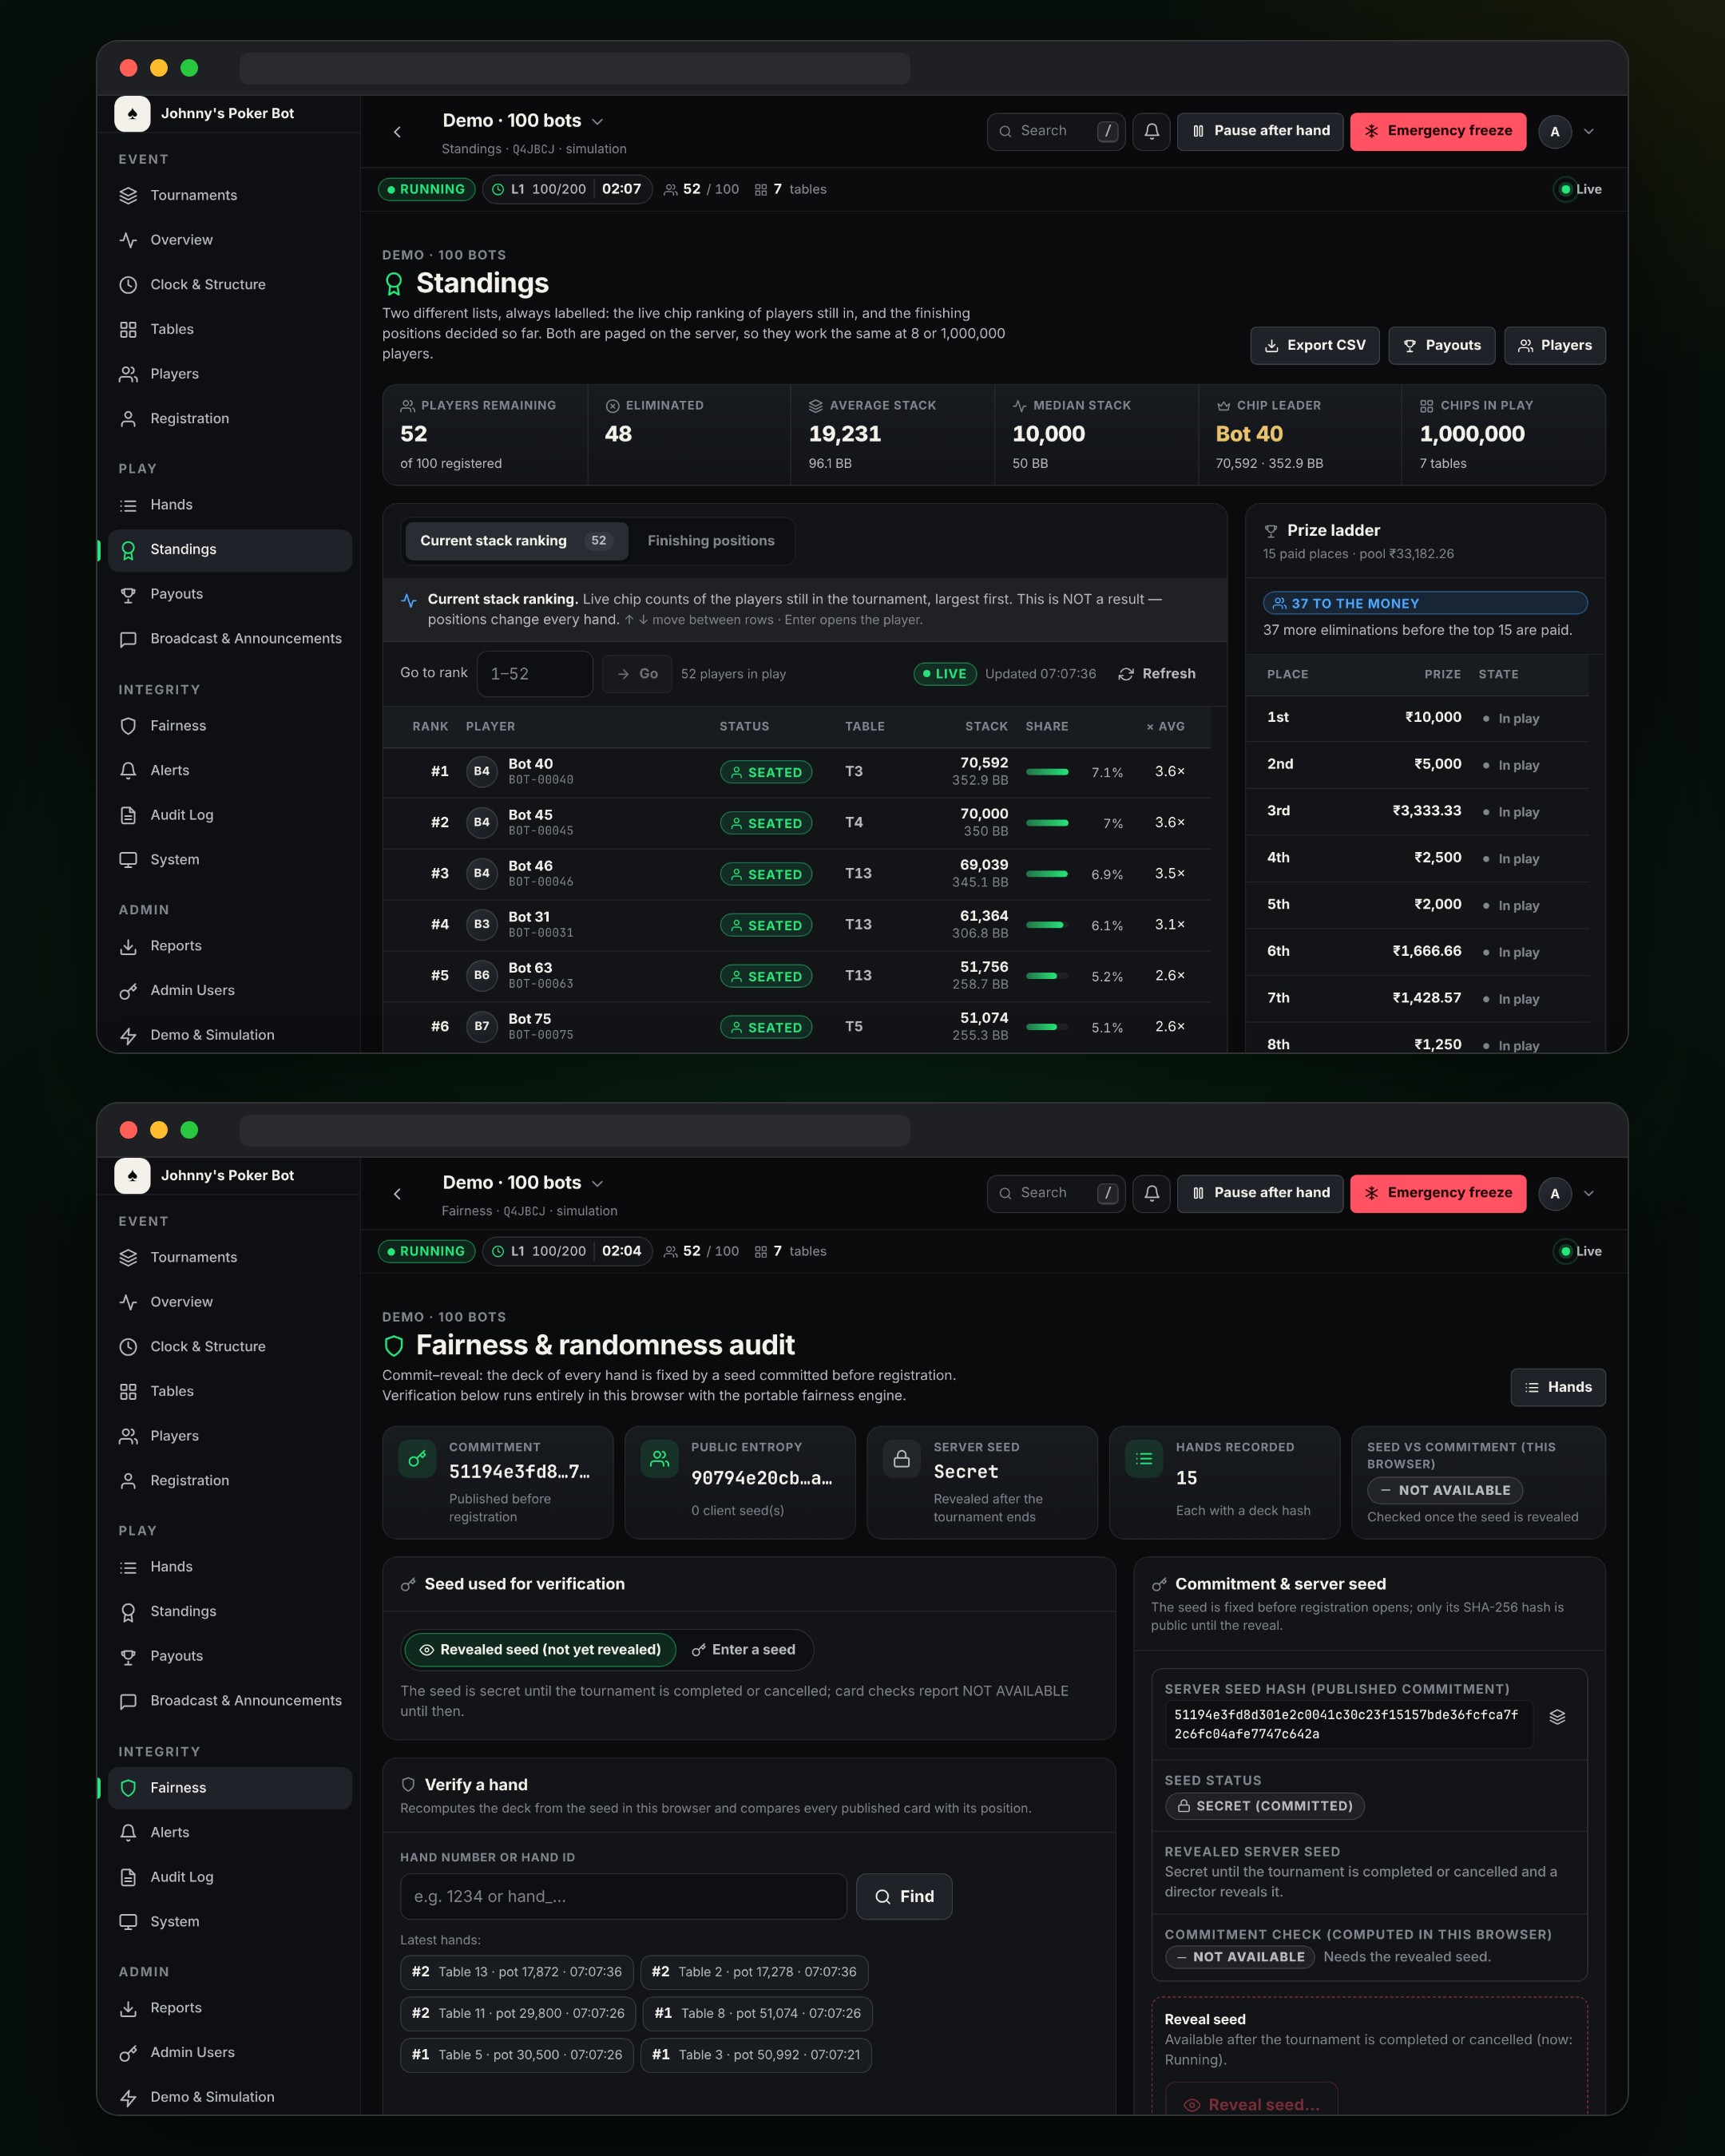 Johnny's Poker Bot
EVENT
Tournaments
Overview
Clock & Structure
Tables
Players
Registration
PLAY
Hands
Standings
Payouts
Broadcast & Announcements
INTEGRITY
Fairness
Alerts
Audit Log
System
ADMIN
Reports
Admin Users
Demo & Simulation
Demo · 100 bots
Standings · Q4JBCJ · simulation
Search /
Pause after hand
Emergency freeze
A
RUNNING
L1 100/200 02:07
52 / 100
7 tables
Live
DEMO · 100 BOTS
Standings
Two different lists, always labelled: the live chip ranking of players still in, and the finishing
positions decided so far. Both are paged on the server, so they work the same at 8 or 1,000,000
players.
Export CSV
Payouts
Players
PLAYERS REMAINING
52
of 100 registered
ELIMINATED
48
AVERAGE STACK
19,231
96.1 BB
MEDIAN STACK
10,000
50 BB
CHIP LEADER
Bot 40
70,592 · 352.9 BB
CHIPS IN PLAY
1,000,000
7 tables
Current stack ranking 52
Finishing positions
Current stack ranking. Live chip counts of the players still in the tournament, largest first. This is NOT a result —
positions change every hand. ↑ ↓ move between rows · Enter opens the player.
Go to rank 1–52 → Go 52 players in play
LIVE Updated 07:07:36 Refresh
RANK PLAYER STATUS TABLE STACK SHARE × AVG
#1 B4 Bot 40 SEATED T3 70,592 7.1% 3.6×
BOT-00040 352.9 BB
#2 B4 Bot 45 SEATED T4 70,000 7% 3.6×
BOT-00045 350 BB
#3 B4 Bot 46 SEATED T13 69,039 6.9% 3.5×
BOT-00046 345.1 BB
#4 B3 Bot 31 SEATED T13 61,364 6.1% 3.1×
BOT-00031 306.8 BB
#5 B6 Bot 63 SEATED T13 51,756 5.2% 2.6×
BOT-00063 258.7 BB
#6 B7 Bot 75 SEATED T5 51,074 5.1% 2.6×
BOT-00075 255.3 BB
Prize ladder
15 paid places · pool ₹33,182.26
37 TO THE MONEY
37 more eliminations before the top 15 are paid.
PLACE PRIZE STATE
1st ₹10,000 In play
2nd ₹5,000 In play
3rd ₹3,333.33 In play
4th ₹2,500 In play
5th ₹2,000 In play
6th ₹1,666.66 In play
7th ₹1,428.57 In play
8th ₹1,250 In play
Johnny's Poker Bot
EVENT
Tournaments
Overview
Clock & Structure
Tables
Players
Registration
PLAY
Hands
Standings
Payouts
Broadcast & Announcements
INTEGRITY
Fairness
Alerts
Audit Log
System
ADMIN
Reports
Admin Users
Demo & Simulation
Demo · 100 bots
Fairness · Q4JBCJ · simulation
Search /
Pause after hand
Emergency freeze
A
RUNNING
L1 100/200 02:04
52 / 100
7 tables
Live
DEMO · 100 BOTS
Fairness & randomness audit
Commit–reveal: the deck of every hand is fixed by a seed committed before registration.
Verification below runs entirely in this browser with the portable fairness engine.
Hands
COMMITMENT
51194e3fd8…7…
Published before
registration
PUBLIC ENTROPY
90794e20cb…a…
0 client seed(s)
SERVER SEED
Secret
Revealed after the
tournament ends
HANDS RECORDED
15
Each with a deck hash
SEED VS COMMITMENT (THIS
BROWSER)
— NOT AVAILABLE
Checked once the seed is revealed
Seed used for verification
Revealed seed (not yet revealed)
Enter a seed
The seed is secret until the tournament is completed or cancelled; card checks report NOT AVAILABLE
until then.
Verify a hand
Recomputes the deck from the seed in this browser and compares every published card with its position.
HAND NUMBER OR HAND ID
e.g. 1234 or hand_…
Find
Latest hands:
#2 Table 13 · pot 17,872 · 07:07:36
#2 Table 2 · pot 17,278 · 07:07:36
#2 Table 11 · pot 29,800 · 07:07:26
#1 Table 8 · pot 51,074 · 07:07:26
#1 Table 5 · pot 30,500 · 07:07:26
#1 Table 3 · pot 50,992 · 07:07:21
Commitment & server seed
The seed is fixed before registration opens; only its SHA-256 hash is
public until the reveal.
SERVER SEED HASH (PUBLISHED COMMITMENT)
51194e3fd8d301e2c0041c30c23f15157bde36fcfca7f
2c6fc04afe7747c642a
SEED STATUS
SECRET (COMMITTED)
REVEALED SERVER SEED
Secret until the tournament is completed or cancelled and a
director reveals it.
COMMITMENT CHECK (COMPUTED IN THIS BROWSER)
— NOT AVAILABLE Needs the revealed seed.
Reveal seed
Available after the tournament is completed or cancelled (now:
Running).
Reveal seed…